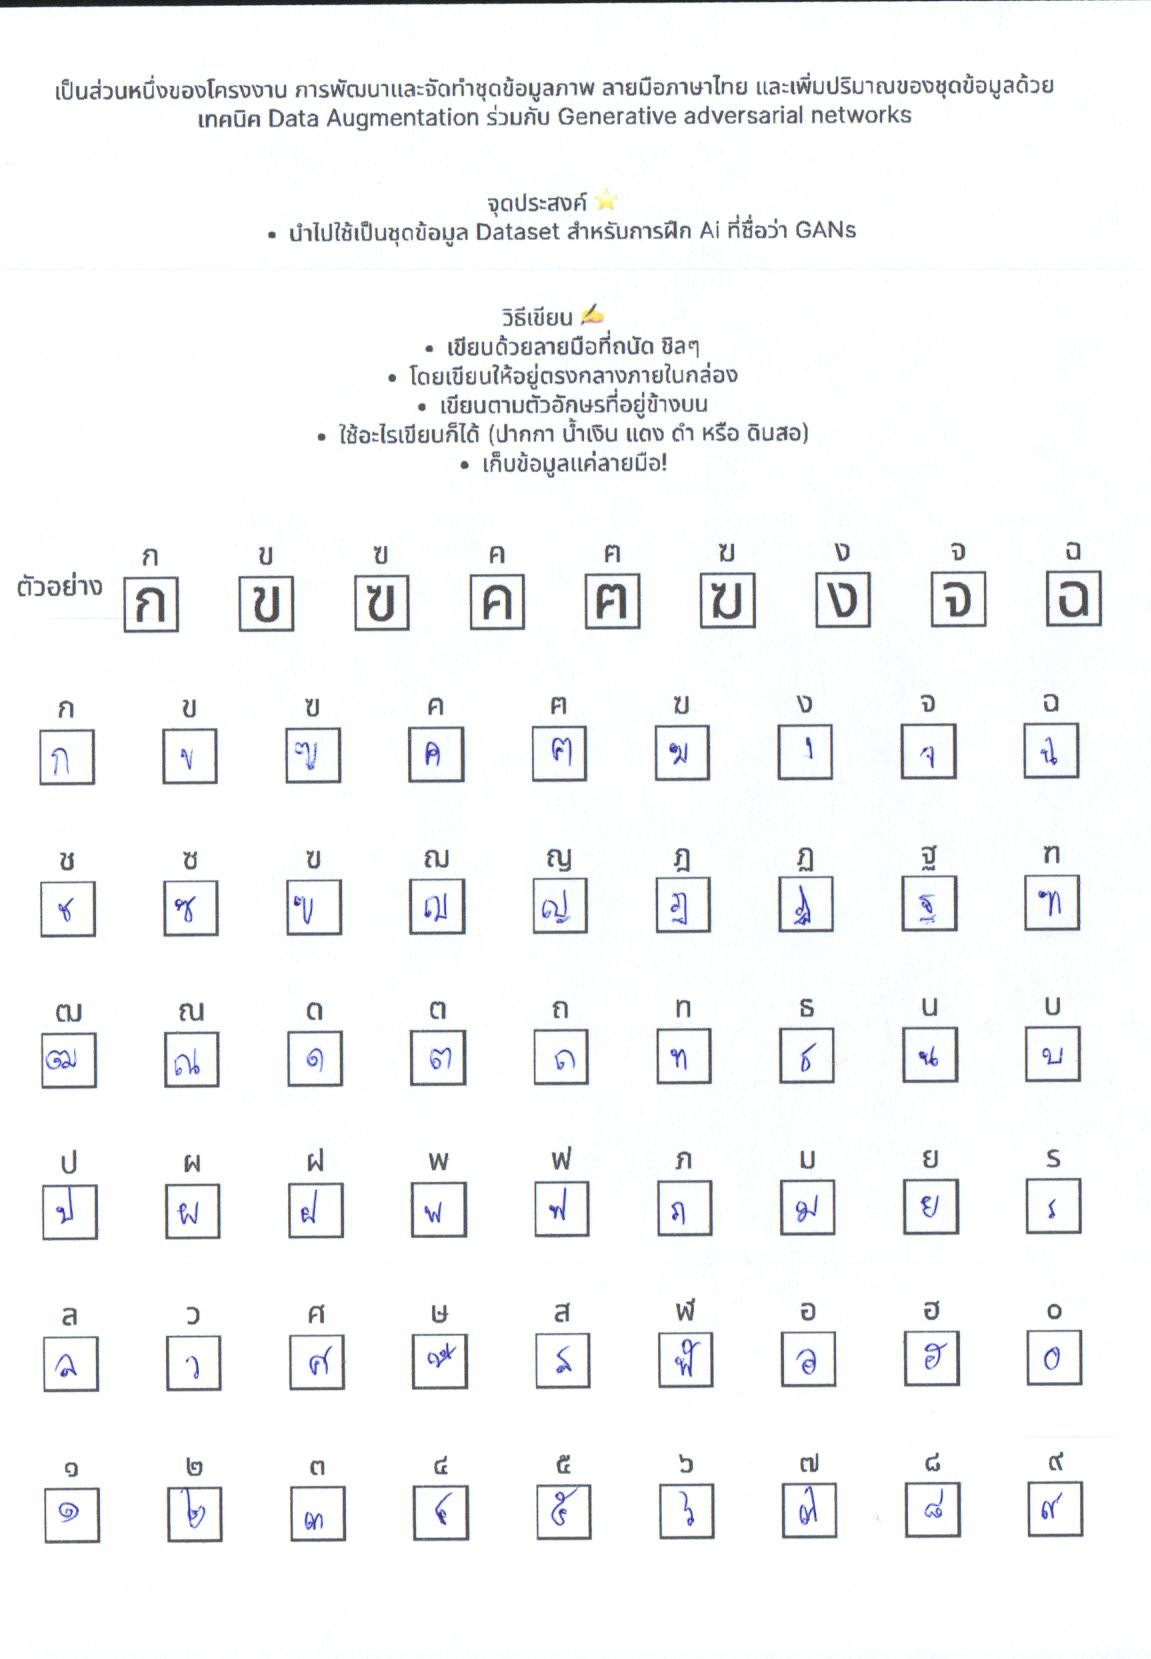 เป็นส่วนหนึ่งของโครงงาน การพัฒนาและจัดทำชุดข้อมูลภาพ ลายมือภาษาไทย และเพิ่มปริมาณของชุดข้อมูลด้วย
เทคนิค Data Augmentation ร่วมกับ Generative adversarial networks
จุดประสงค์ ⭐
• นำไปใช้เป็นชุดข้อมูล Dataset สำหรับการฝึก Ai ที่ชื่อว่า GANs
วิธีเขียน ✍
• เขียนด้วยลายมือที่ถนัด ชิลๆ
• โดยเขียนให้อยู่ตรงกลางภายในกล่อง
• เขียนตามตัวอักษรที่อยู่ข้างบน
• ใช้อะไรเขียนก็ได้ (ปากกา น้ำเงิน แดง ดำ หรือ ดินสอ)
• เก็บข้อมูลแค่ลายมือ!
ก ข ฃ ค ฅ ฆ ง จ ฉ
ตัวอย่าง ก ข ฃ ค ฅ ฆ ง จ ฉ
ก ข ฃ ค ฅ ฆ ง จ ฉ
ก ข ฃ ค ฅ ฆ ง จ ฉ
ช ซ ฃ ฌ ญ ฎ ฏ ฐ ฑ
ช ซ ฃ ฌ ญ ฎ ฏ ฐ ฑ
ฒ ณ ด ต ถ ท ธ น บ
ฒ ณ ด ต ถ ท ธ น บ
ป ผ ฝ พ ฟ ภ ม ย ร
ป ผ ฝ พ ฟ ภ ม ย ร
ล ว ศ ษ ส ฬ อ ฮ ๐
ล ว ศ ษ ส ฬ อ ฮ ๐
๑ ๒ ๓ ๔ ๕ ๖ ๗ ๘ ๙
๑ ๒ ๓ ๔ ๕ ๖ ๗ ๘ ๙